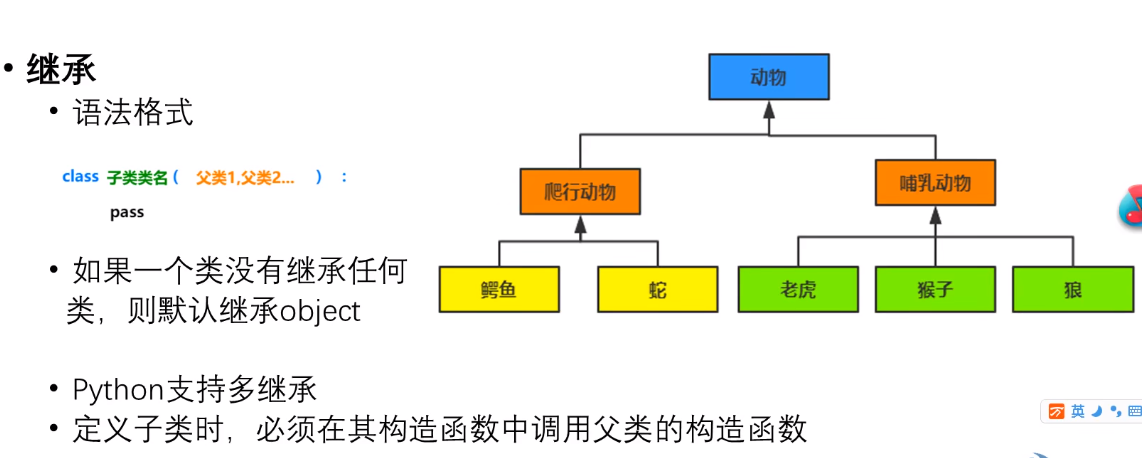 • 继承
• 语法格式
class 子类类名 ( 父类1,父类2... ) :
pass
• 如果一个类没有继承任何
类，则默认继承object
• Python支持多继承
• 定义子类时，必须在其构造函数中调用父类的构造函数
动物
爬行动物
哺乳动物
鳄鱼
蛇
老虎
猴子
狼
英